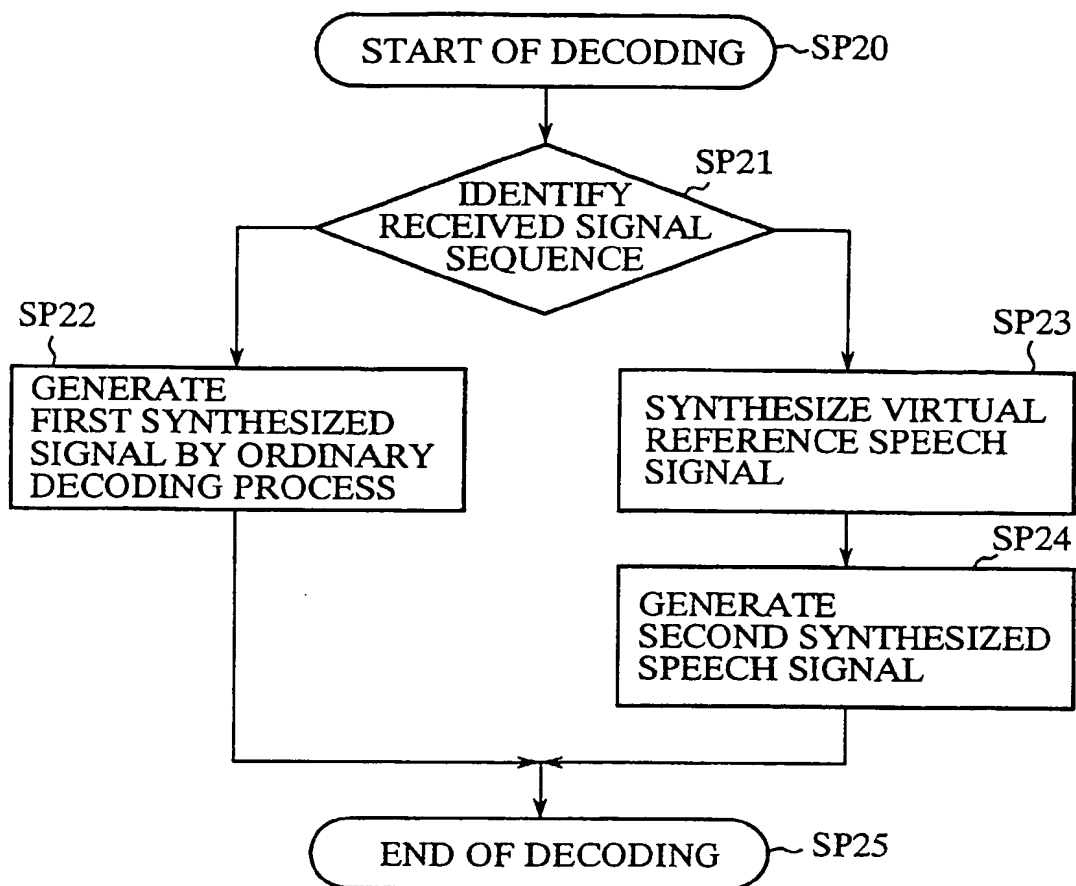 START OF DECODING
SP20
SP21
IDENTIFY
RECEIVED SIGNAL
SEQUENCE
SP22
GENERATE
FIRST SYNTHESIZED
SIGNAL BY ORDINARY
DECODING PROCESS
SP23
SYNTHESIZE VIRTUAL
REFERENCE SPEECH
SIGNAL
SP24
GENERATE
SECOND SYNTHESIZED
SPEECH SIGNAL
END OF DECODING
SP25